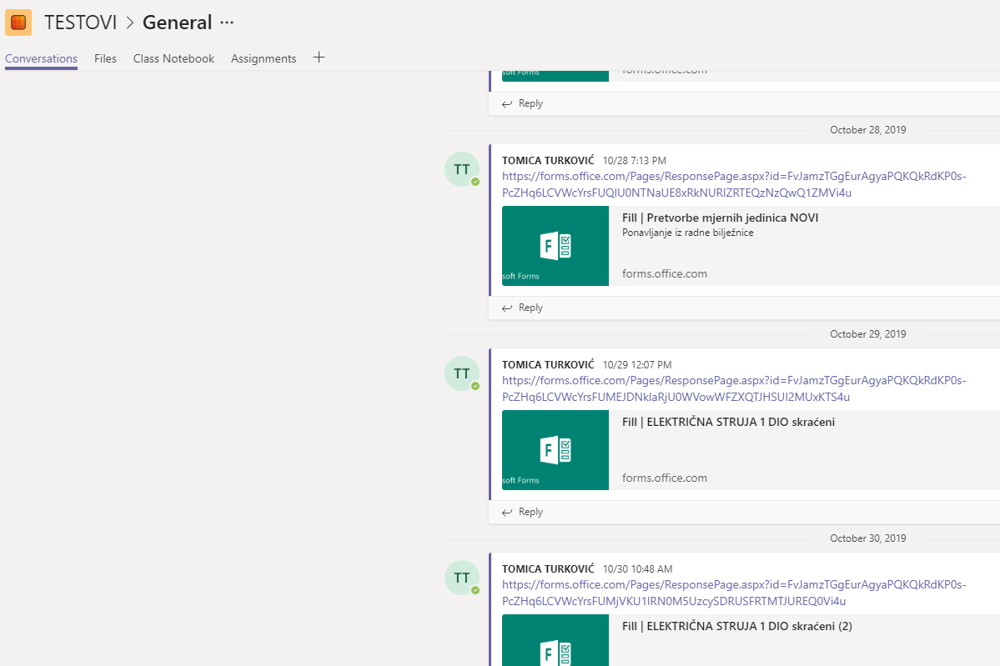 TESTOVI > General ...
Conversations Files Class Notebook Assignments +
soft Forms
forms.office.com
Reply
October 28, 2019
TT
TOMICA TURKOVIĆ 10/28 7:13 PM
https://forms.office.com/Pages/ResponsePage.aspx?id=FvJamzTGgEurAgyaPQKQkRdKP0s-
PcZHq6LCVWcYrsFUQlU0NTNaUE8xRkNURlZRTEQzNzQwQ1ZMVi4u
Fill | Pretvorbe mjernih jedinica NOVI
Ponavljanje iz radne bilježnice
F
soft Forms
forms.office.com
Reply
October 29, 2019
TT
TOMICA TURKOVIĆ 10/29 12:07 PM
https://forms.office.com/Pages/ResponsePage.aspx?id=FvJamzTGgEurAgyaPQKQkRdKP0s-
PcZHq6LCVWcYrsFUMEJDNklaRjU0WVowWFZXQTJHSUI2MUxKTS4u
Fill | ELEKTRIČNA STRUJA 1 DIO skraćeni
F
soft Forms
forms.office.com
Reply
October 30, 2019
TT
TOMICA TURKOVIĆ 10/30 10:48 AM
https://forms.office.com/Pages/ResponsePage.aspx?id=FvJamzTGgEurAgyaPQKQkRdKP0s-
PcZHq6LCVWcYrsFUMjVKU1lRN0M5UzcySDRUSFRTMTJUREQ0Vi4u
Fill | ELEKTRIČNA STRUJA 1 DIO skraćeni (2)
F